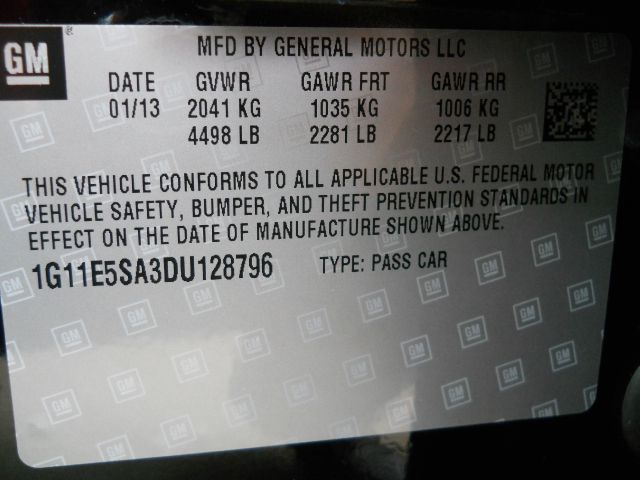 GM ®
MFD BY GENERAL MOTORS LLC
DATE GVWR GAWR FRT GAWR RR
01/13 2041 KG 1035 KG 1006 KG
4498 LB 2281 LB 2217 LB
THIS VEHICLE CONFORMS TO ALL APPLICABLE U.S. FEDERAL MOTOR
VEHICLE SAFETY, BUMPER, AND THEFT PREVENTION STANDARDS IN
EFFECT ON THE DATE OF MANUFACTURE SHOWN ABOVE.
1G11E5SA3DU128796 TYPE: PASS CAR